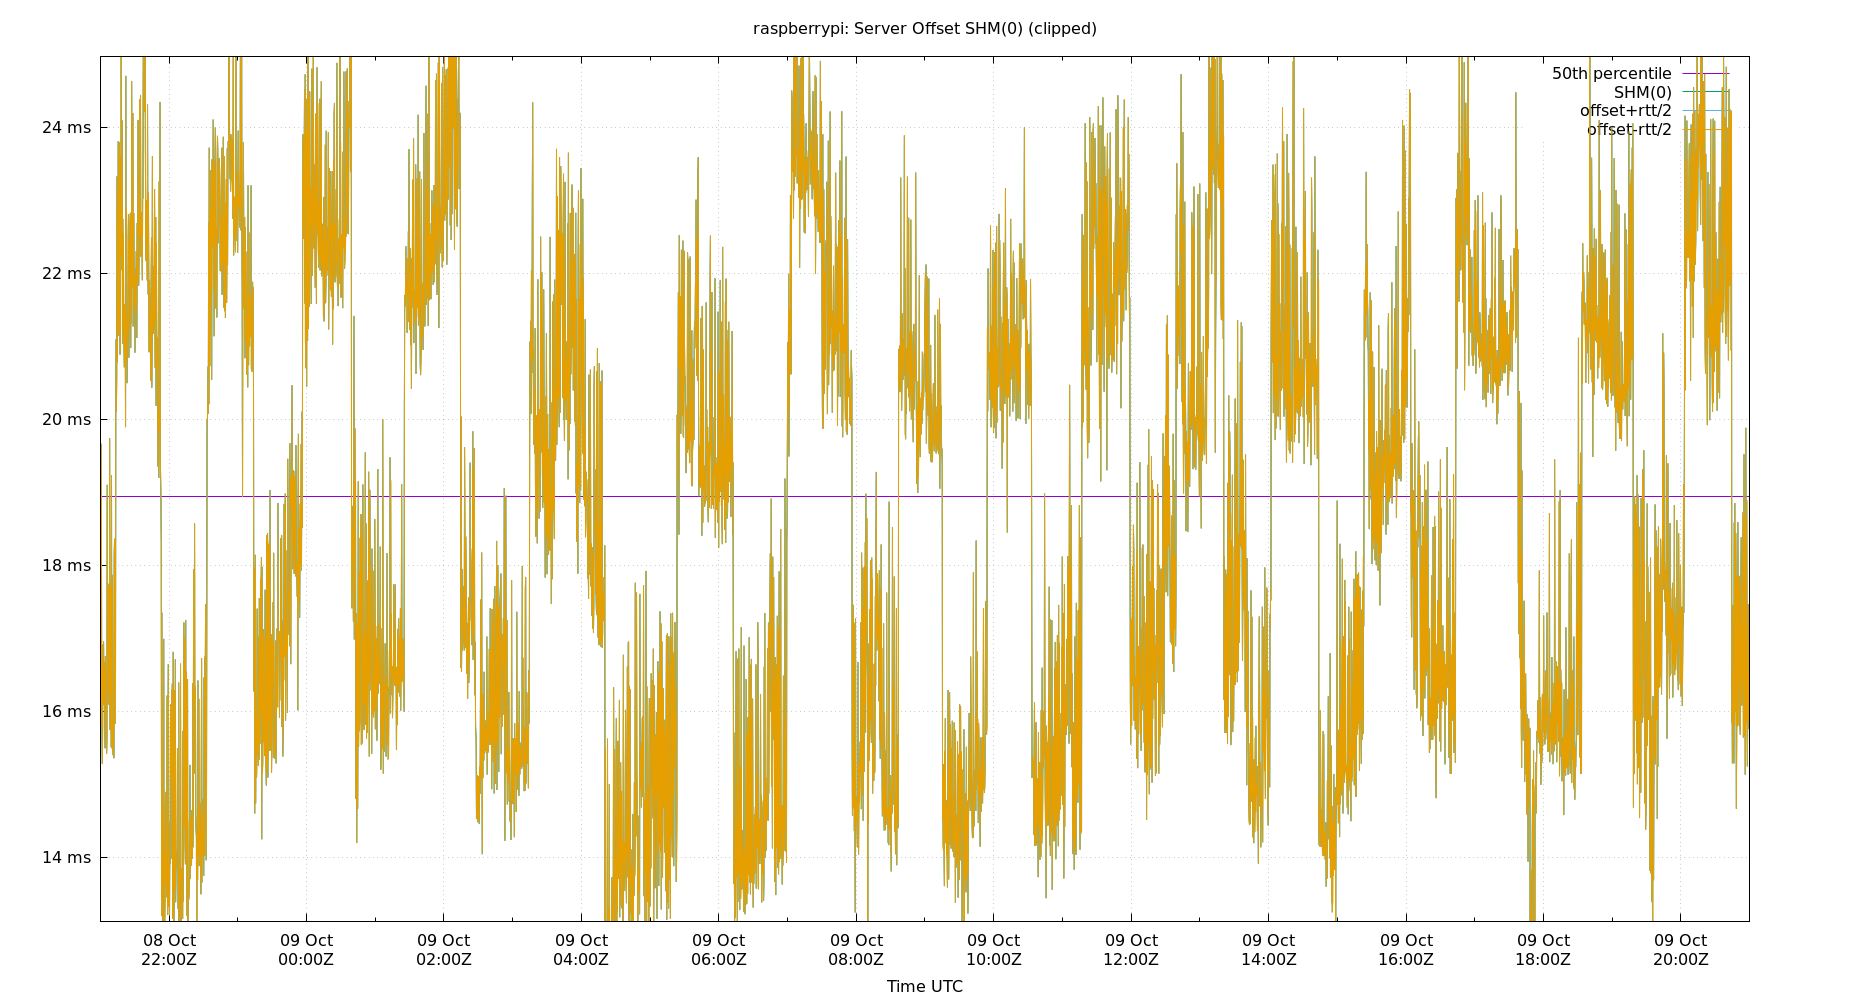 raspberrypi: Server Offset SHM(0) (clipped)
50th percentile
SHM(0)
offset+rtt/2
offset-rtt/2
24 ms
22 ms
20 ms
18 ms
16 ms
14 ms
08 Oct 09 Oct 09 Oct 09 Oct 09 Oct 09 Oct 09 Oct 09 Oct 09 Oct 09 Oct 09 Oct 09 Oct
22:00Z 00:00Z 02:00Z 04:00Z 06:00Z 08:00Z 10:00Z 12:00Z 14:00Z 16:00Z 18:00Z 20:00Z
Time UTC